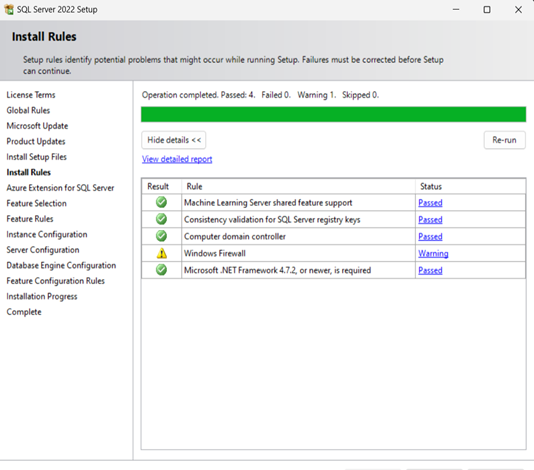 SQL Server 2022 Setup
Install Rules
Setup rules identify potential problems that might occur while running Setup. Failures must be corrected before Setup
can continue.
License Terms
Global Rules
Microsoft Update
Product Updates
Install Setup Files
Install Rules
Azure Extension for SQL Server
Feature Selection
Feature Rules
Instance Configuration
Server Configuration
Database Engine Configuration
Feature Configuration Rules
Installation Progress
Complete
Operation completed. Passed: 4. Failed 0. Warning 1. Skipped 0.
Hide details <<
Re-run
View detailed report
Result Rule Status
Machine Learning Server shared feature support Passed
Consistency validation for SQL Server registry keys Passed
Computer domain controller Passed
Windows Firewall Warning
Microsoft .NET Framework 4.7.2, or newer, is required Passed